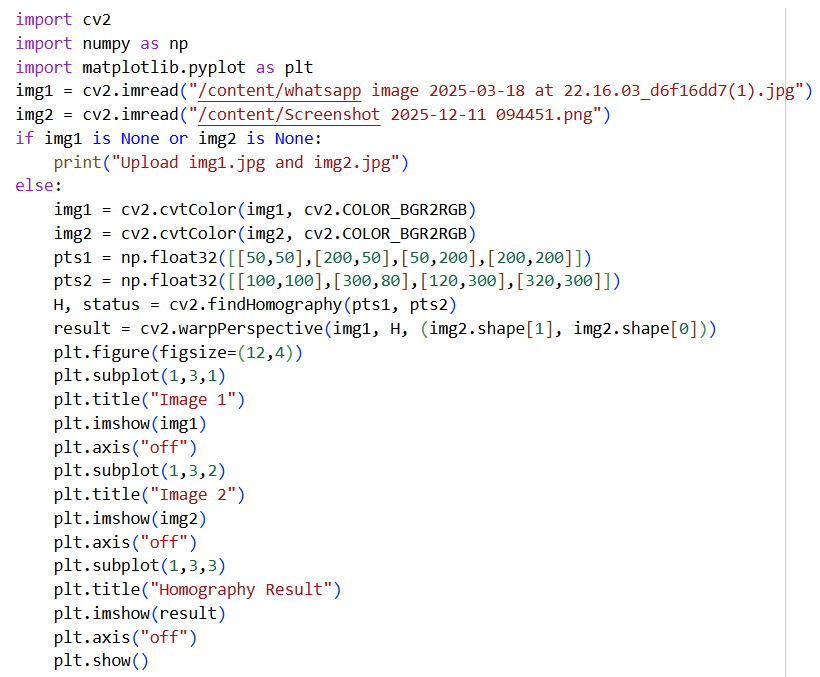 import cv2
import numpy as np
import matplotlib.pyplot as plt
img1 = cv2.imread("/content/whatsapp image 2025-03-18 at 22.16.03_d6f16dd7(1).jpg")
img2 = cv2.imread("/content/Screenshot 2025-12-11 094451.png")
if img1 is None or img2 is None:
    print("Upload img1.jpg and img2.jpg")
else:
    img1 = cv2.cvtColor(img1, cv2.COLOR_BGR2RGB)
    img2 = cv2.cvtColor(img2, cv2.COLOR_BGR2RGB)
    pts1 = np.float32([[50,50],[200,50],[50,200],[200,200]])
    pts2 = np.float32([[100,100],[300,80],[120,300],[320,300]])
    H, status = cv2.findHomography(pts1, pts2)
    result = cv2.warpPerspective(img1, H, (img2.shape[1], img2.shape[0]))
    plt.figure(figsize=(12,4))
    plt.subplot(1,3,1)
    plt.title("Image 1")
    plt.imshow(img1)
    plt.axis("off")
    plt.subplot(1,3,2)
    plt.title("Image 2")
    plt.imshow(img2)
    plt.axis("off")
    plt.subplot(1,3,3)
    plt.title("Homography Result")
    plt.imshow(result)
    plt.axis("off")
    plt.show()